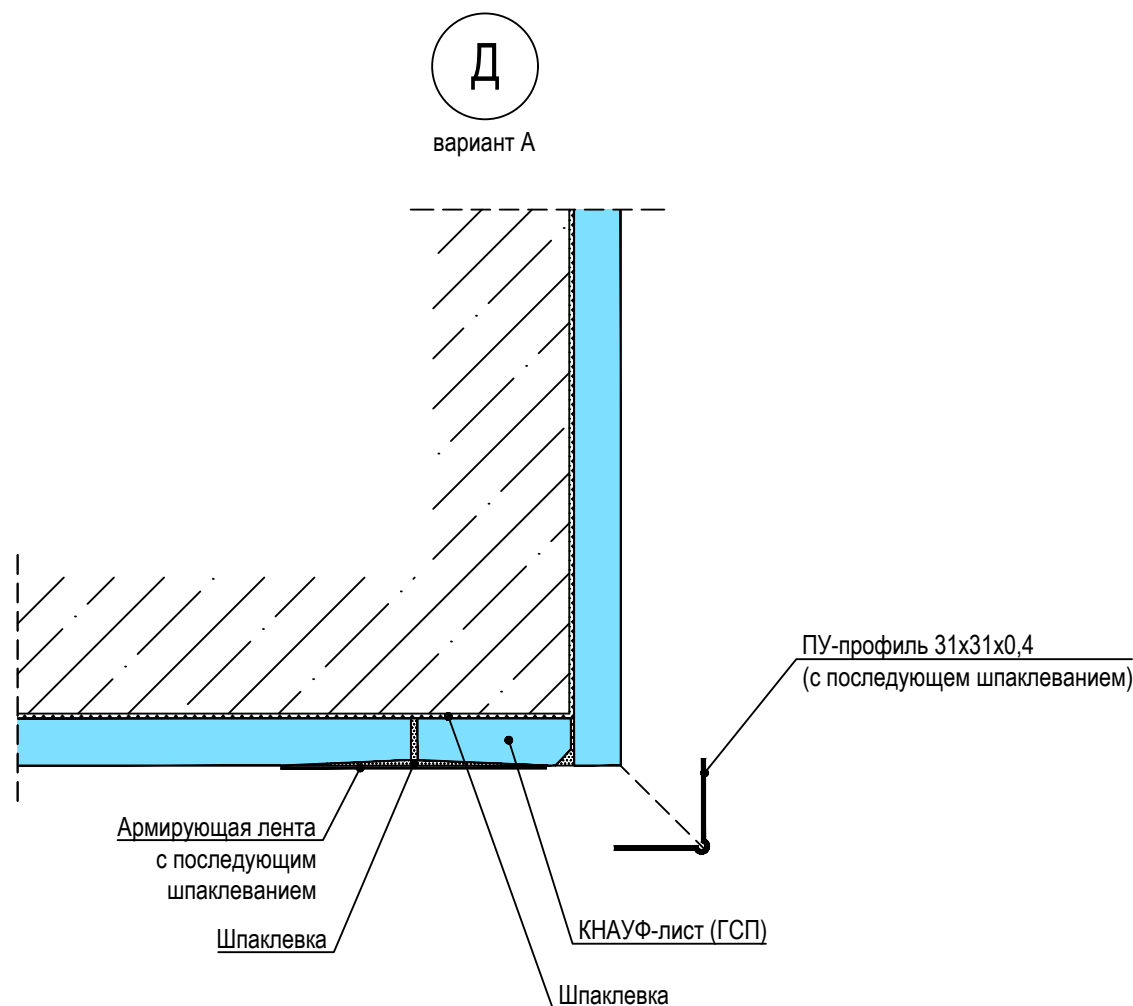 Д
вариант А
ПУ-профиль 31х31х0,4
(с последующем шпаклеванием)
Армирующая лента
с последующим
шпаклеванием
Шпаклевка
КНАУФ-лист (ГСП)
Шпаклевка